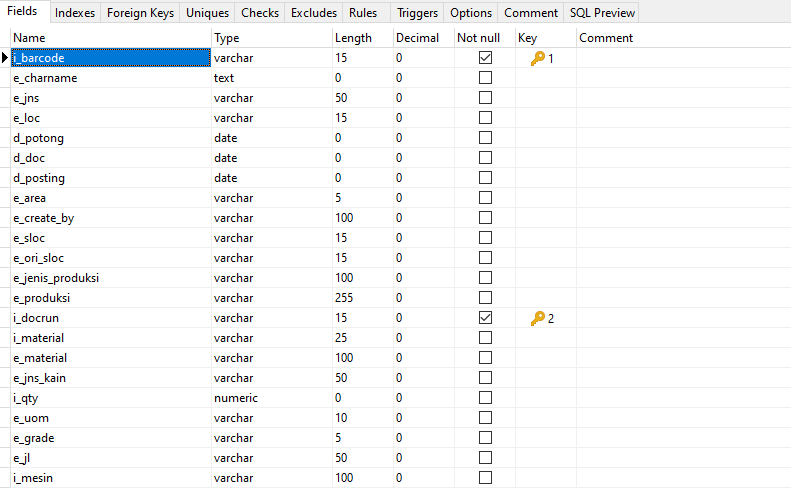 Fields Indexes Foreign Keys Uniques Checks Excludes Rules Triggers Options Comment SQL Preview
Name Type Length Decimal Not null Key Comment
i_barcode varchar 15 0 1
e_charname text 0 0
e_jns varchar 50 0
e_loc varchar 15 0
d_potong date 0 0
d_doc date 0 0
d_posting date 0 0
e_area varchar 5 0
e_create_by varchar 100 0
e_sloc varchar 15 0
e_ori_sloc varchar 15 0
e_jenis_produksi varchar 100 0
e_produksi varchar 255 0
i_docrun varchar 15 0 2
i_material varchar 25 0
e_material varchar 100 0
e_jns_kain varchar 50 0
i_qty numeric 0 0
e_uom varchar 10 0
e_grade varchar 5 0
e_jl varchar 50 0
i_mesin varchar 100 0